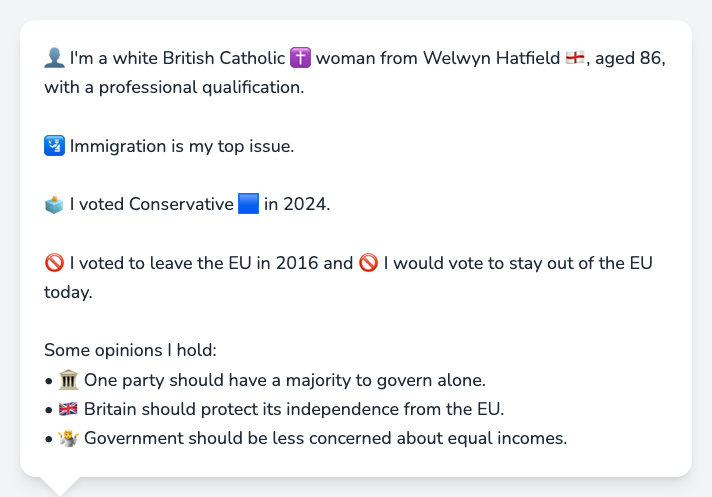 👤 I'm a white British Catholic ✝️ woman from Welwyn Hatfield 🏴󠁧󠁢󠁥󠁮󠁧󠁿, aged 86,
with a professional qualification.
🛂 Immigration is my top issue.
🗳️ I voted Conservative 🟦 in 2024.
🚫 I voted to leave the EU in 2016 and 🚫 I would vote to stay out of the EU
today.
Some opinions I hold:
• 🏛️ One party should have a majority to govern alone.
• 🇬🇧 Britain should protect its independence from the EU.
• 🤷 Government should be less concerned about equal incomes.